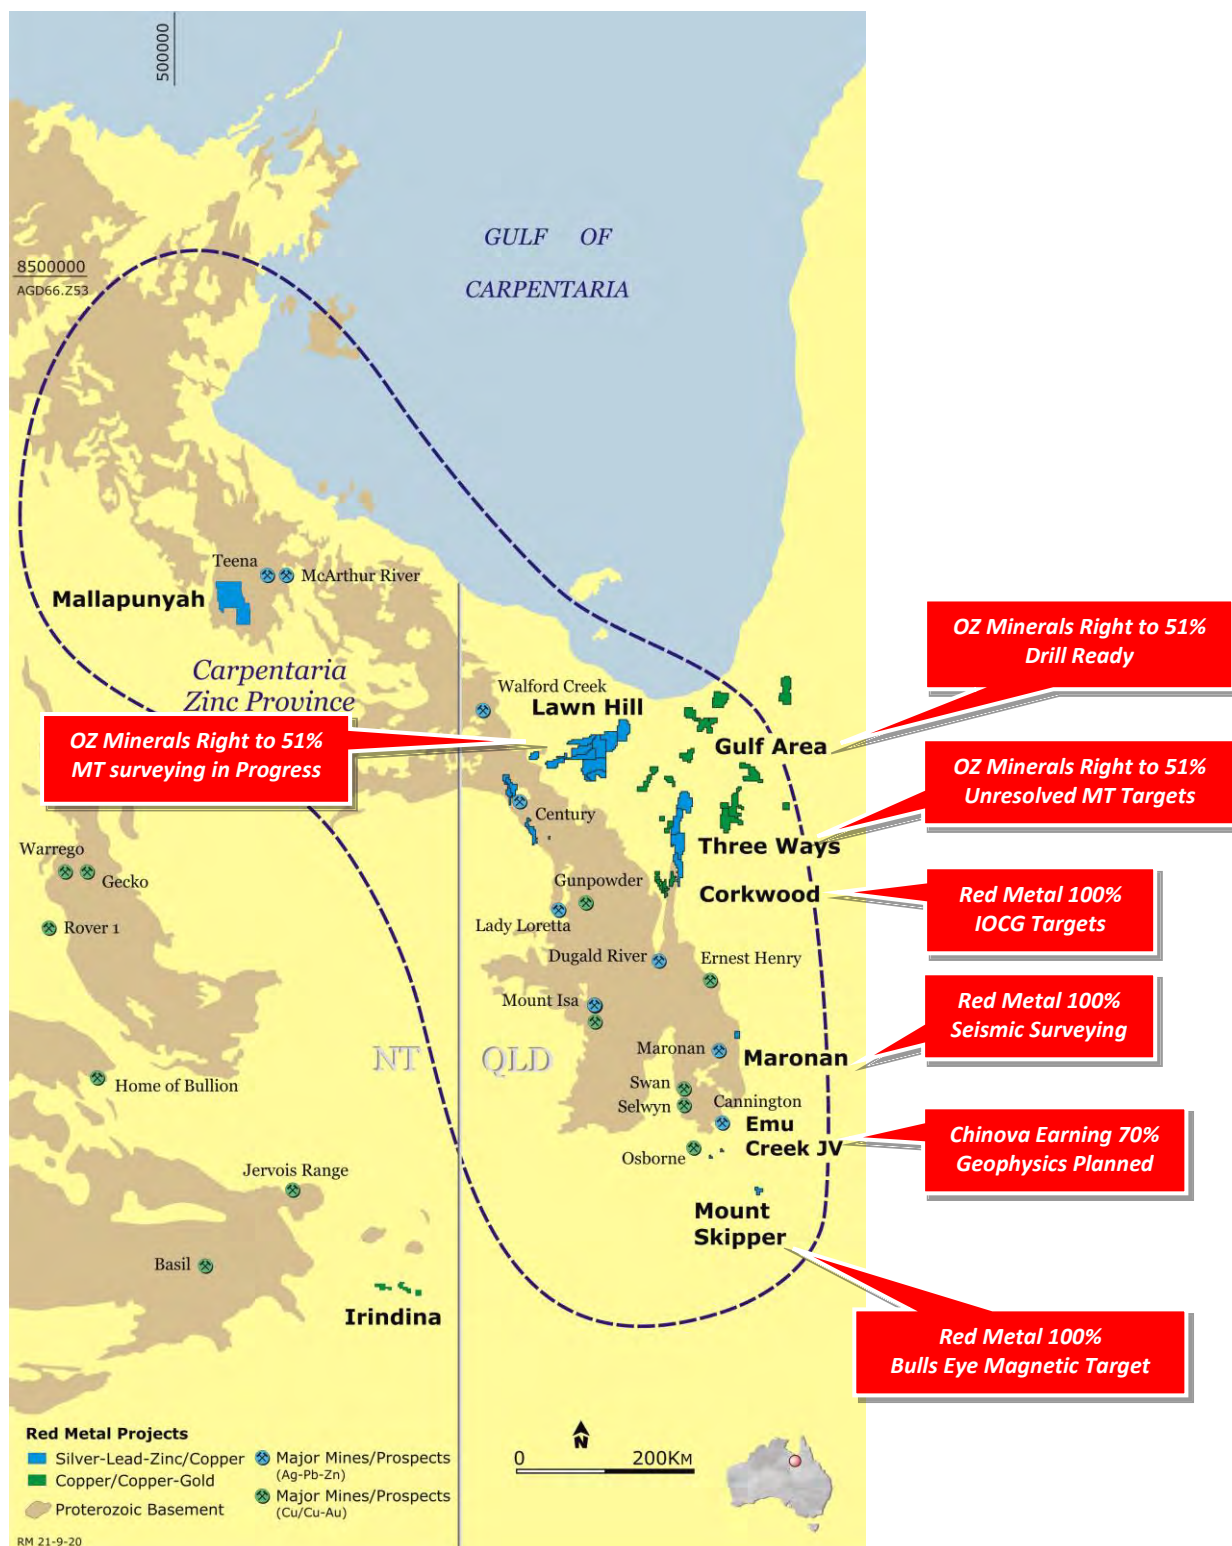 500000
GULF OF
CARPENTARIA
8500000
AGD66.Z53
Teena
McArthur River
Mallapunyah
Carpentaria
Zinc Province
OZ Minerals Right to 51%
Drill Ready
Walford Creek
Lawn Hill
OZ Minerals Right to 51%
MT surveying in Progress
Gulf Area
OZ Minerals Right to 51%
Unresolved MT Targets
Century
Three Ways
Warrego
Gecko
Gunpowder
Corkwood
Red Metal 100%
IOCG Targets
Rover 1
Lady Loretta
Dugald River
Ernest Henry
Mount Isa
Red Metal 100%
Seismic Surveying
NT
QLD
Maronan
Maronan
Home of Bullion
Swan
Selwyn
Cannington
Emu
Creek JV
Chinova Earning 70%
Geophysics Planned
Osborne
Jervois Range
Mount
Skipper
Basil
Irindina
Red Metal 100%
Bulls Eye Magnetic Target
Red Metal Projects
Silver-Lead-Zinc/Copper
Copper/Copper-Gold
Proterozoic Basement
Major Mines/Prospects
(Ag-Pb-Zn)
Major Mines/Prospects
(Cu/Cu-Au)
N
0 200KM
RM 21-9-20